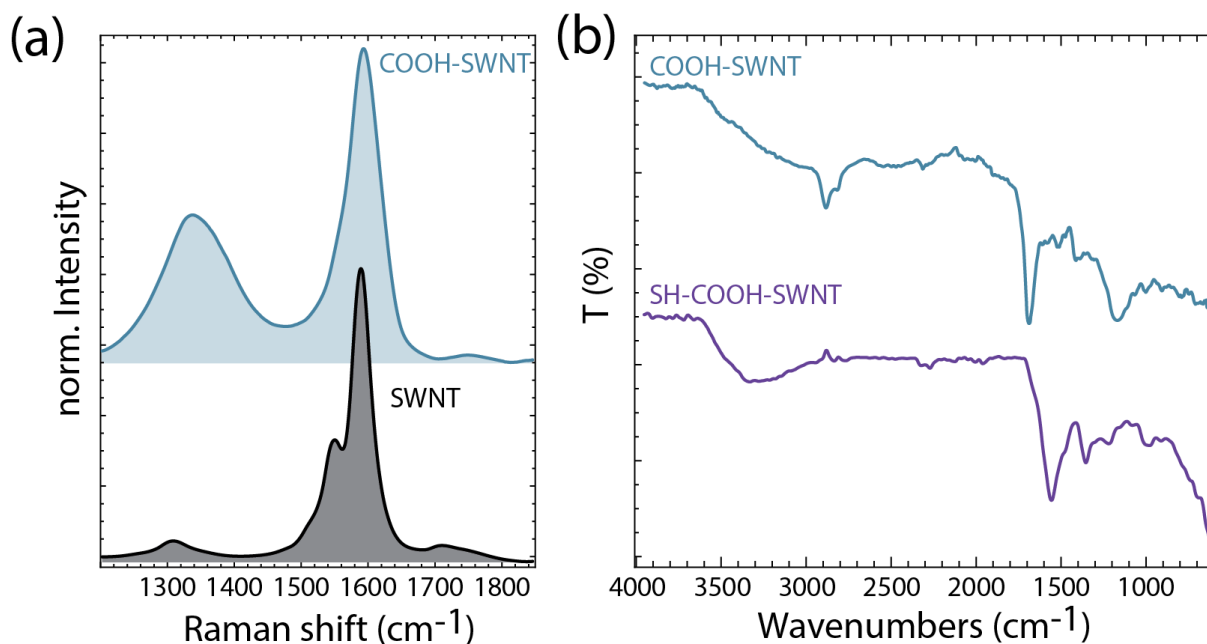 (a)
COOH-SWNT
SWNT
norm. Intensity
1300 1400 1500 1600 1700 1800
Raman shift (cm-1)
(b)
COOH-SWNT
SH-COOH-SWNT
T (%)
4000 3500 3000 2500 2000 1500 1000
Wavenumbers (cm-1)